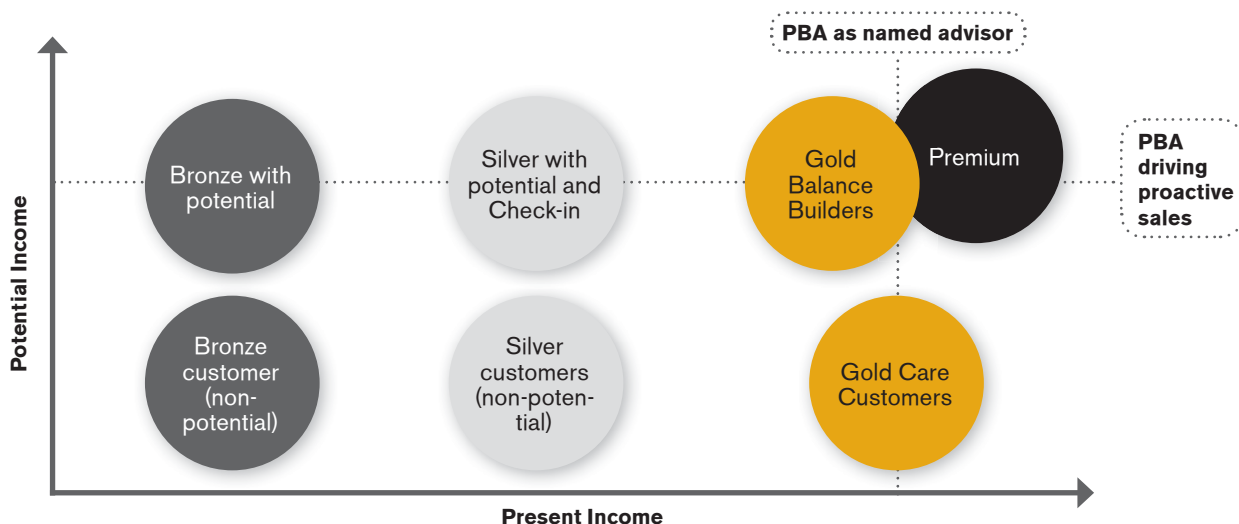 PBA as named advisor
Potential Income
Bronze with
potential
Silver with
potential and
Check-in
Gold
Balance
Builders
Premium
PBA
driving
proactive
sales
Bronze
customer
(non-
potential)
Silver
customers
(non-poten-
tial)
Gold Care
Customers
Present Income